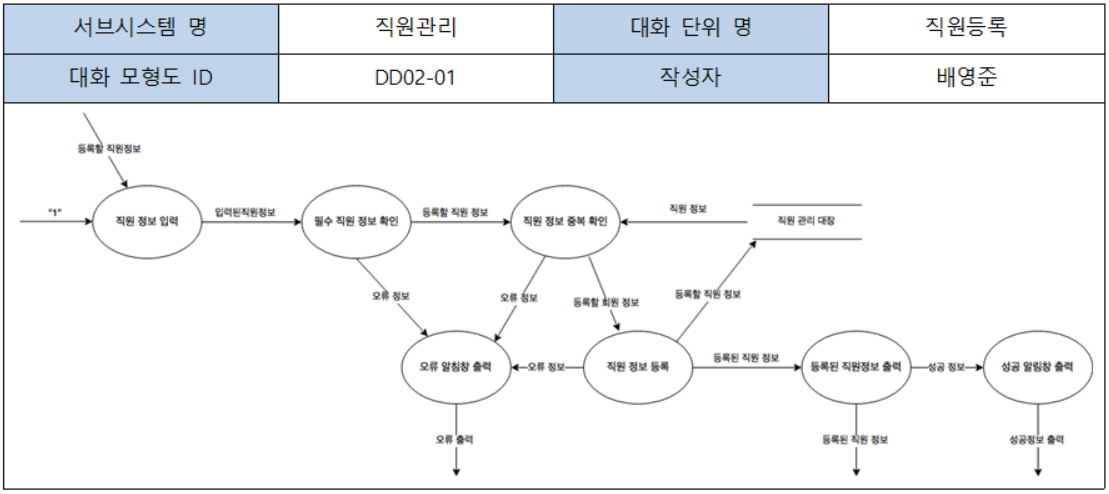 서브시스템 명 직원관리 대화 단위 명 직원등록
대화 모형도 ID DD02-01 작성자 배영준
등록할 직원정보
"1"
직원 정보 입력
입력된직원정보
필수 직원 정보 확인
등록할 직원 정보
직원 정보 중복 확인
직원 정보
직원 관리 대장
오류 정보
오류 정보
등록할 회원 정보
등록할 직원 정보
오류 알침창 출력
오류 정보
직원 정보 등록
등록된 직원 정보
등록된 직원정보 출력
성공 정보
성공 알림창 출력
오류 출력
등록된 직원 정보
성공정보 출력